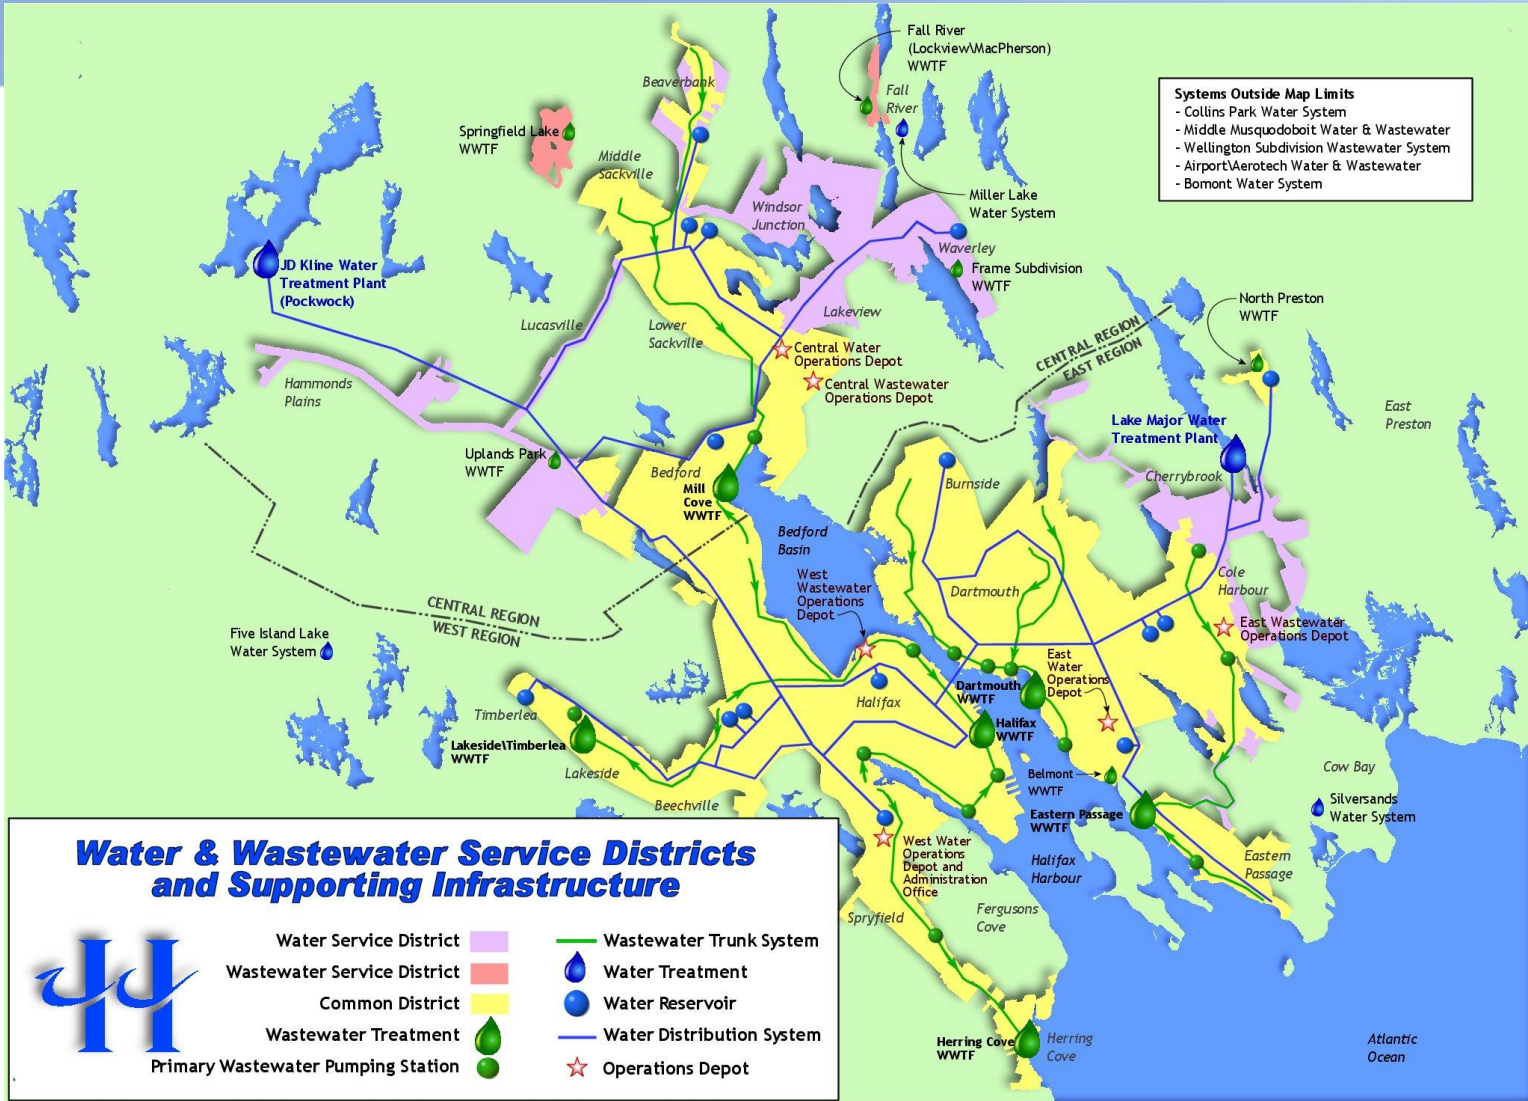 Fall River
(Lockview\MacPherson)
WWTF
Beaverbank
Fall
River
Systems Outside Map Limits
- Collins Park Water System
- Middle Musquodoboit Water & Wastewater
- Wellington Subdivision Wastewater System
- Airport\Aerotech Water & Wastewater
- Bomont Water System
Springfield Lake
WWTF
Middle
Sackville
Miller Lake
Water System
Windsor
Junction
Waverley
Frame Subdivision
WWTF
JD Kline Water
Treatment Plant
(Pockwock)
North Preston
WWTF
Lucasville
Lower
Sackville
Lakeview
CENTRAL REGION
EAST REGION
Central Water
Operations Depot
Central Wastewater
Operations Depot
Hammonds
Plains
East
Preston
Lake Major Water
Treatment Plant
Uplands Park
WWTF
Bedford
Mill
Cove
WWTF
Burnside
Cherrybrook
Bedford
Basin
West
Wastewater
Operations
Depot
Dartmouth
Cole
Harbour
CENTRAL REGION
WEST REGION
Five Island Lake
Water System
East Wastewater
Operations Depot
East
Water
Operations
Depot
Dartmouth
WWTF
Timberlea
Halifax
Halifax
WWTF
Lakeside\Timberlea
WWTF
Lakeside
Beechville
Belmont
WWTF
Cow Bay
Silversands
Water System
Eastern Passage
WWTF
West Water
Operations
Depot and
Administration
Office
Halifax
Harbour
Eastern
Passage
Spryfield
Fergusons
Cove
Herring Cove
WWTF
Herring
Cove
Atlantic
Ocean
Water & Wastewater Service Districts
and Supporting Infrastructure
Water Service District
Wastewater Service District
Common District
Wastewater Treatment
Primary Wastewater Pumping Station
Wastewater Trunk System
Water Treatment
Water Reservoir
Water Distribution System
Operations Depot